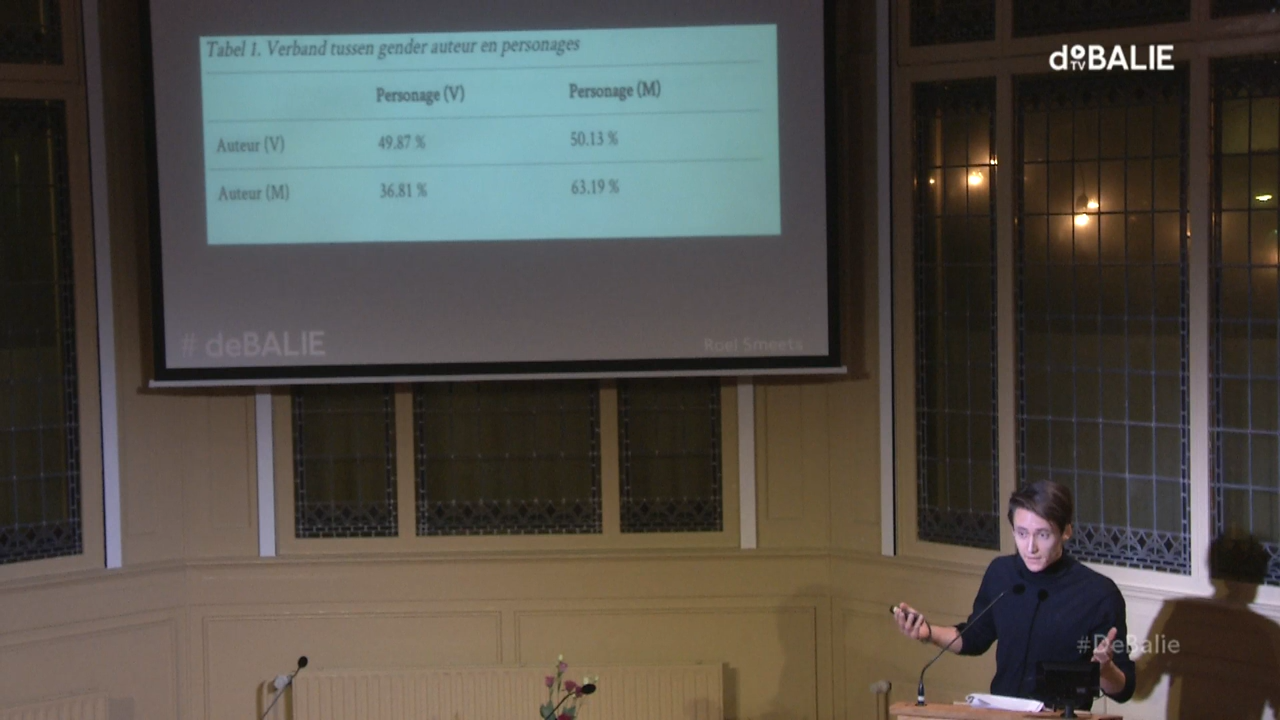 Tabel 1. Verband tussen gender auteur en personages
Personage (V) Personage (M)
Auteur (V) 49.87 % 50.13 %
Auteur (M) 36.81 % 63.19 %
# deBALIE
Roel Smeets
deBALIE
TV
#DeBalie